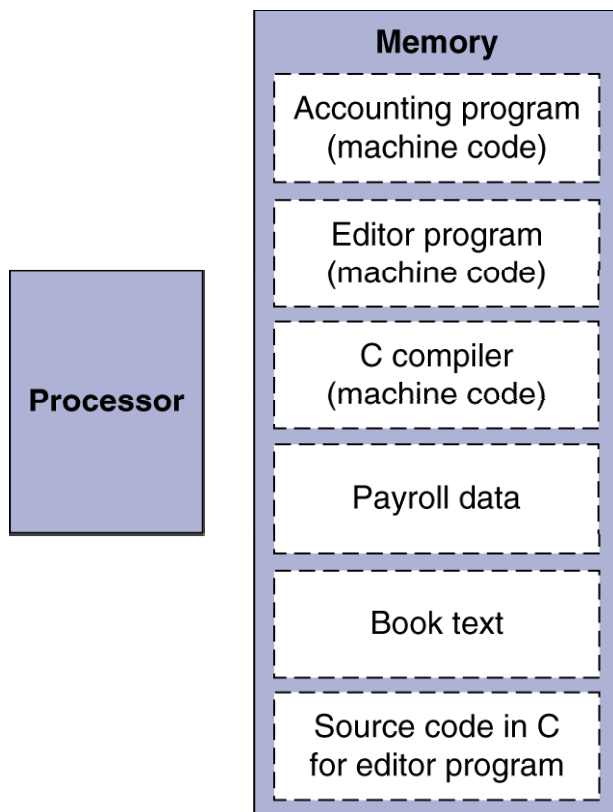 Processor
Memory
Accounting program
(machine code)
Editor program
(machine code)
C compiler
(machine code)
Payroll data
Book text
Source code in C
for editor program